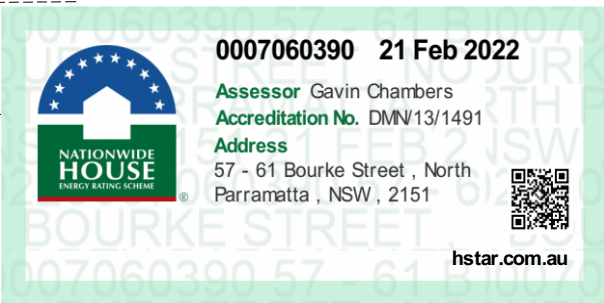 0007060390 21 Feb 2022
Assessor Gavin Chambers
Accreditation No. DMN/13/1491
Address
57 - 61 Bourke Street , North
Parramatta , NSW , 2151
NATIONWIDE
HOUSE
ENERGY RATING SCHEME
®
hstar.com.au